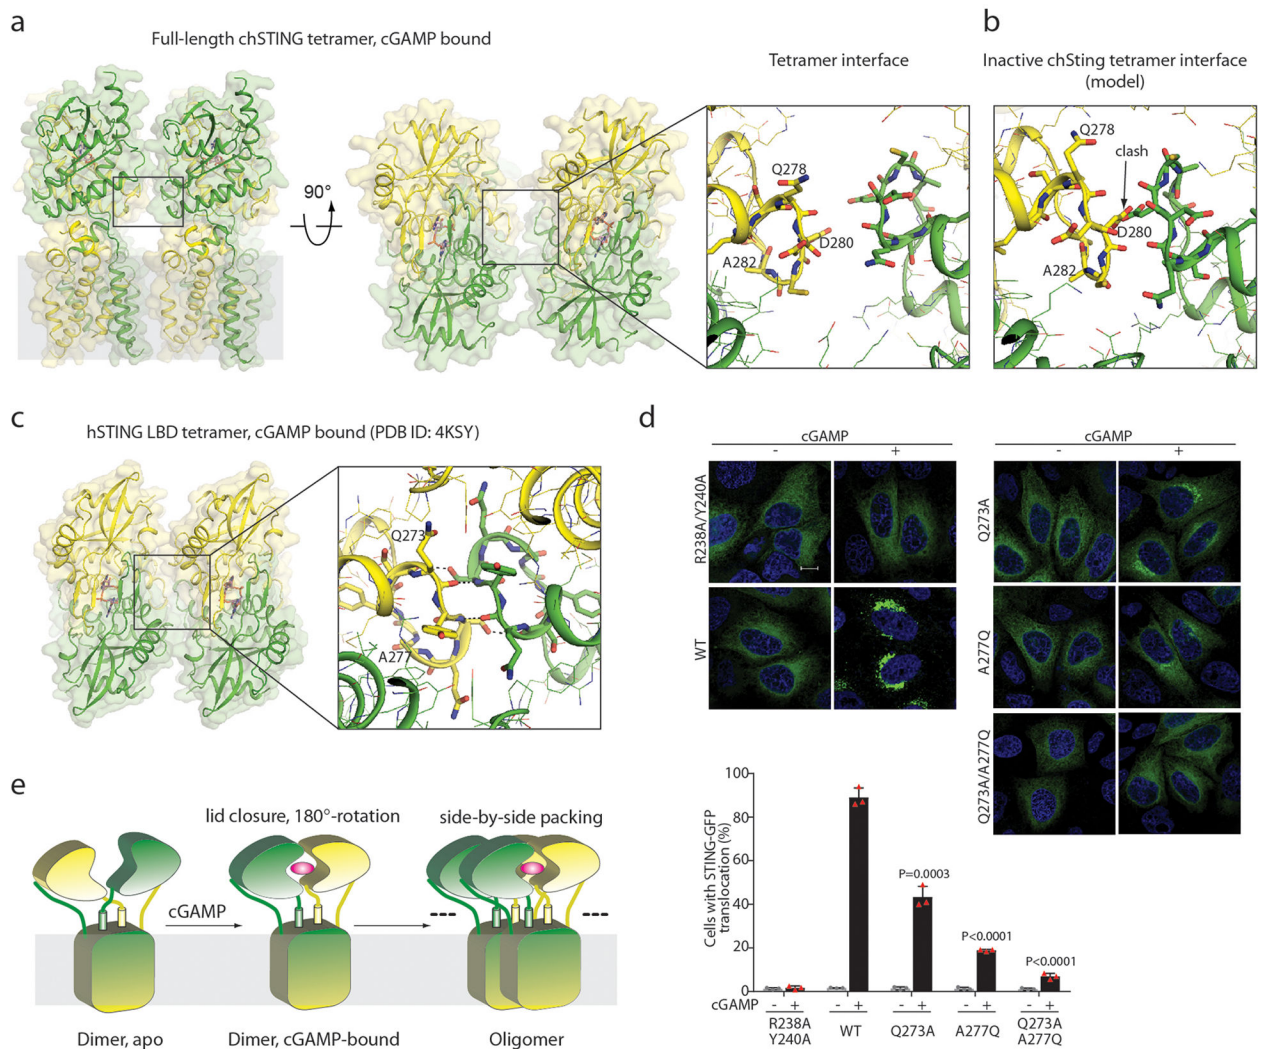 a
Full-length chSTING tetramer, cGAMP bound
90°
Tetramer interface
Q278
D280
A282
b
Inactive chSting tetramer interface
(model)
Q278
clash
D280
A282
c
hSTING LBD tetramer, cGAMP bound (PDB ID: 4KSY)
Q273
A277
d
cGAMP
- +
R238A/Y240A
WT
cGAMP
- +
Q273A
A277Q
Q273A/A277Q
Cells with STING-GFP
translocation (%)
100
80
60
40
20
0
P=0.0003
P<0.0001
P<0.0001
cGAMP - + - + - + - + - +
R238A
Y240A
WT
Q273A
A277Q
Q273A
A277Q
e
lid closure, 180°-rotation
side-by-side packing
cGAMP
Dimer, apo
Dimer, cGAMP-bound
Oligomer